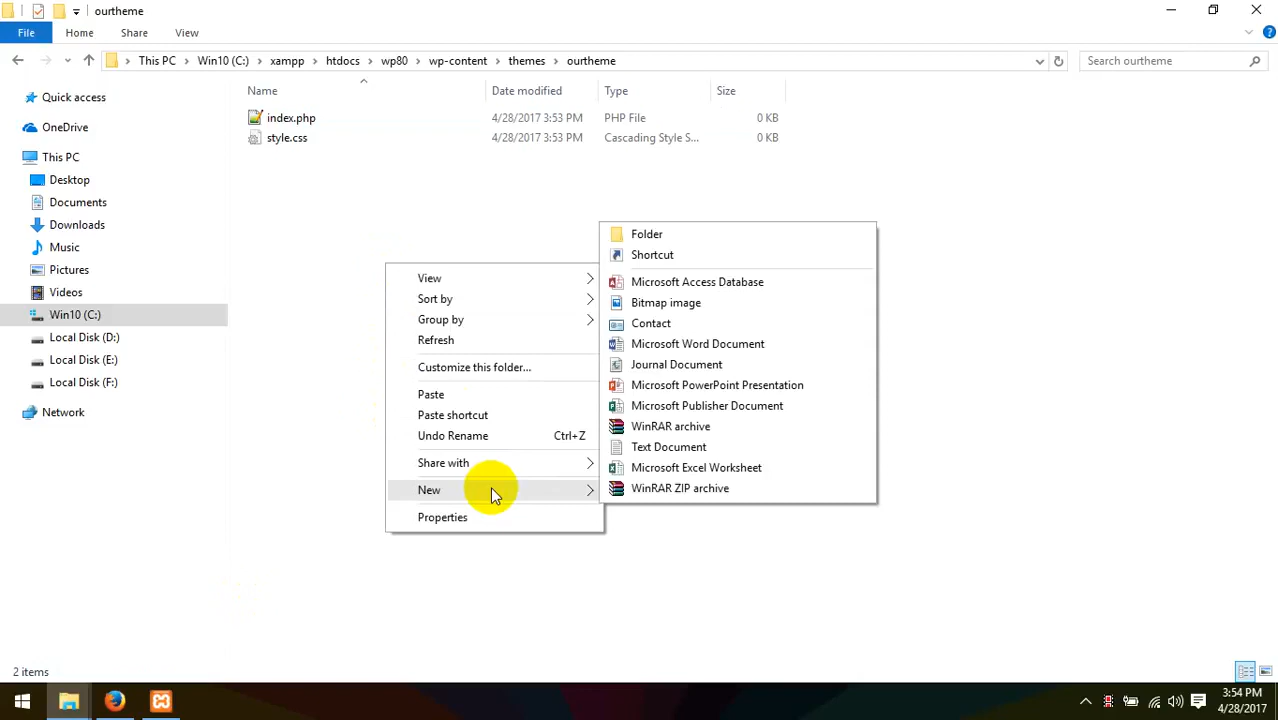 ourtheme
File
Home
Share
View
This PC
Win10 (C:)
xampp
htdocs
wp80
wp-content
themes
ourtheme
Search ourtheme
Quick access
OneDrive
This PC
Desktop
Documents
Downloads
Music
Pictures
Videos
Win10 (C:)
Local Disk (D:)
Local Disk (E:)
Local Disk (F:)
Network
Name Date modified Type Size
index.php 4/28/2017 3:53 PM PHP File 0 KB
style.css 4/28/2017 3:53 PM Cascading Style S... 0 KB
View
Sort by
Group by
Refresh
Customize this folder...
Paste
Paste shortcut
Undo Rename Ctrl+Z
Share with
New
Properties
Folder
Shortcut
Microsoft Access Database
Bitmap image
Contact
Microsoft Word Document
Journal Document
Microsoft PowerPoint Presentation
Microsoft Publisher Document
WinRAR archive
Text Document
Microsoft Excel Worksheet
WinRAR ZIP archive
2 items
3:54 PM
4/28/2017